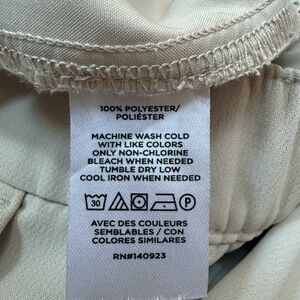 100% POLYESTER/
POLIÉSTER
MACHINE WASH COLD
WITH LIKE COLORS
ONLY NON-CHLORINE
BLEACH WHEN NEEDED
TUMBLE DRY LOW
COOL IRON WHEN NEEDED
30
AVEC DES COULEURS
SEMBLABLES / CON
COLORES SIMILARES
RN#140923